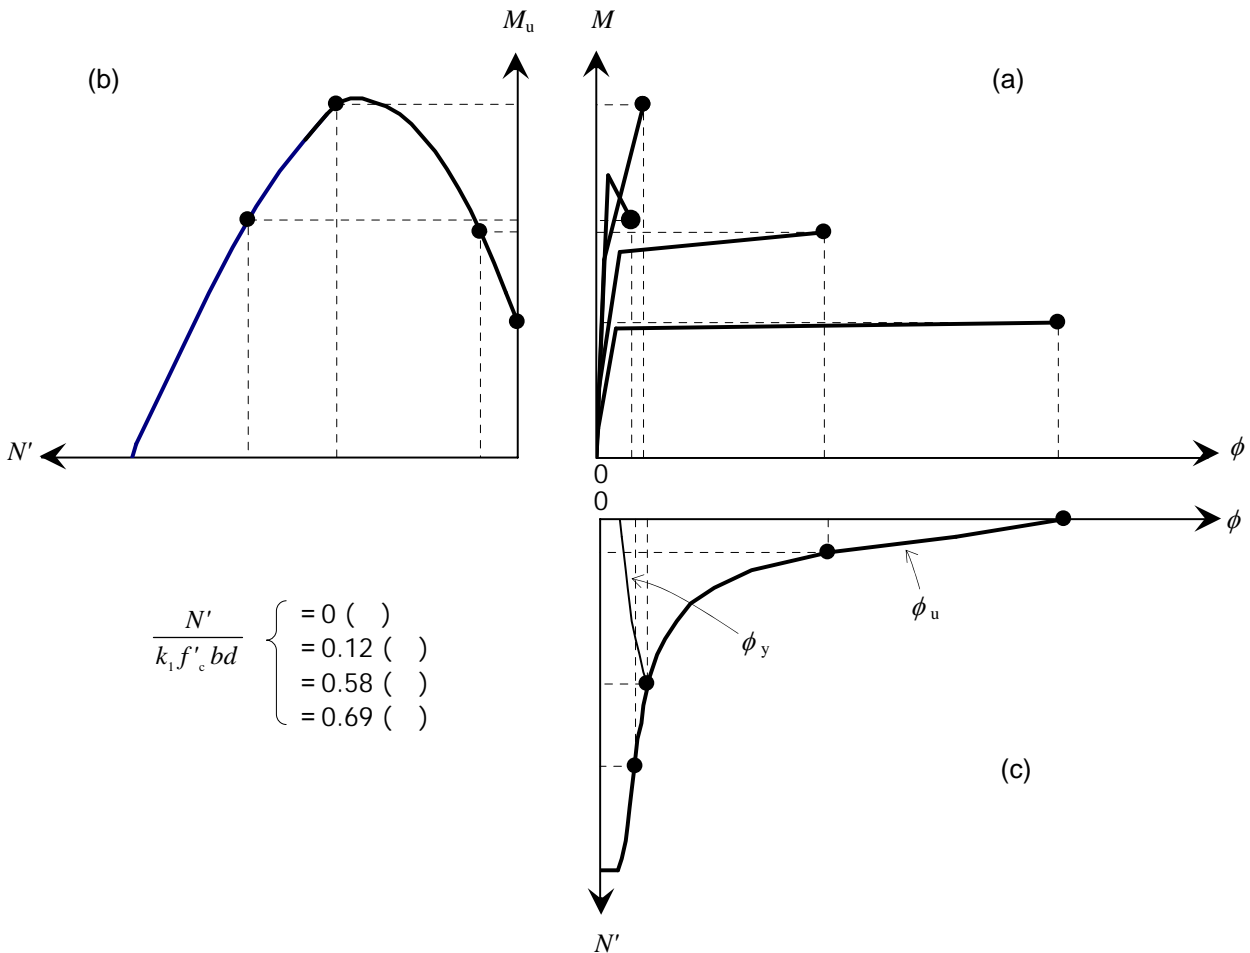 M_u
M
(b)
(a)
N'
ϕ
0
0
ϕ
ϕ_u
ϕ_y
N' / k_1 f'_c bd
= 0 ( )
= 0.12 ( )
= 0.58 ( )
= 0.69 ( )
(c)
N'